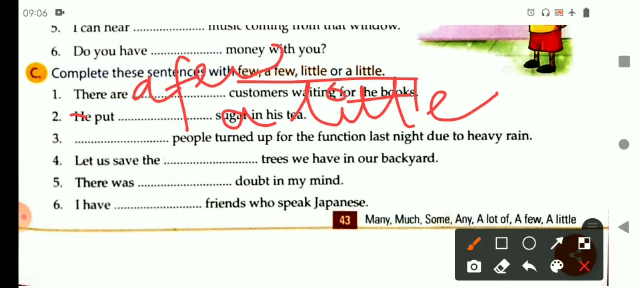 09:06
5. I can hear .................. music coming from that window.
6. Do you have .................. money with you?
C. Complete these sentences with few, a few, little or a little.
1. There are a few customers waiting for the books.
2. He put a little sugar in his tea.
3. .................. people turned up for the function last night due to heavy rain.
4. Let us save the .................. trees we have in our backyard.
5. There was .................. doubt in my mind.
6. I have .................. friends who speak Japanese.
43 Many, Much, Some, Any, A lot of, A few, A little